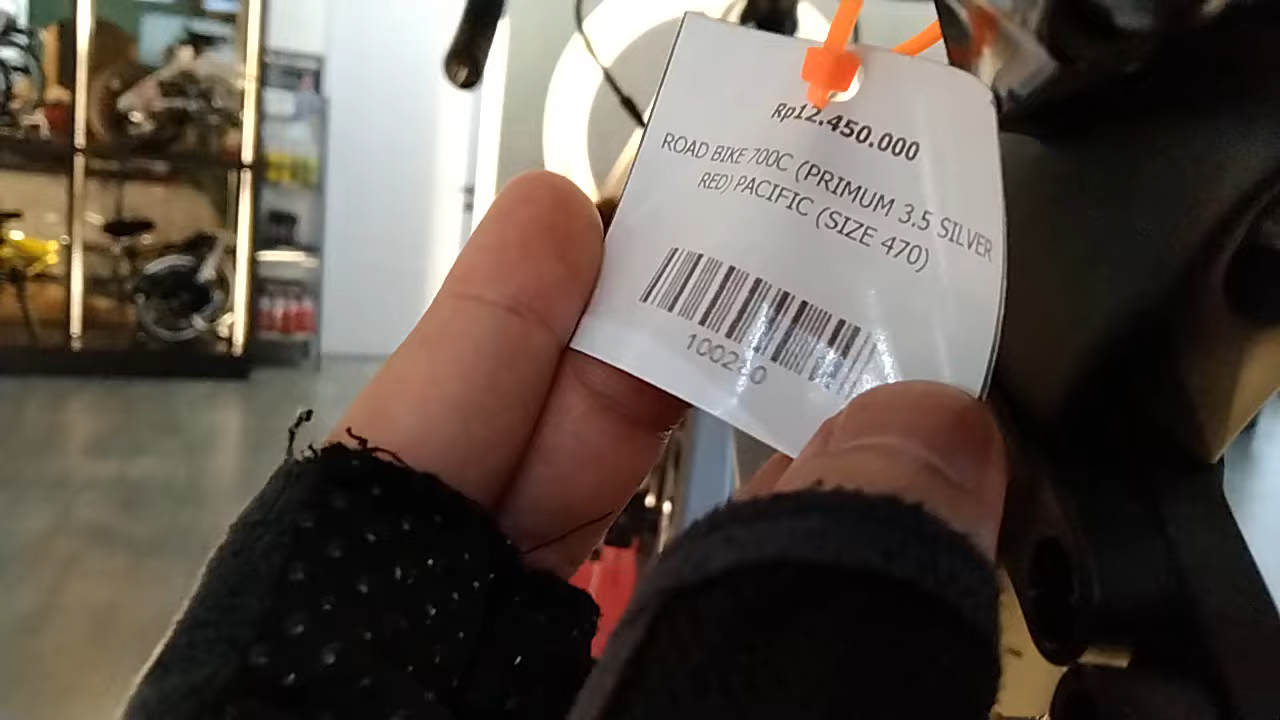 Rp12.450.000
ROAD BIKE 700C (PRIMUM 3.5 SILVER
RED) PACIFIC (SIZE 470)